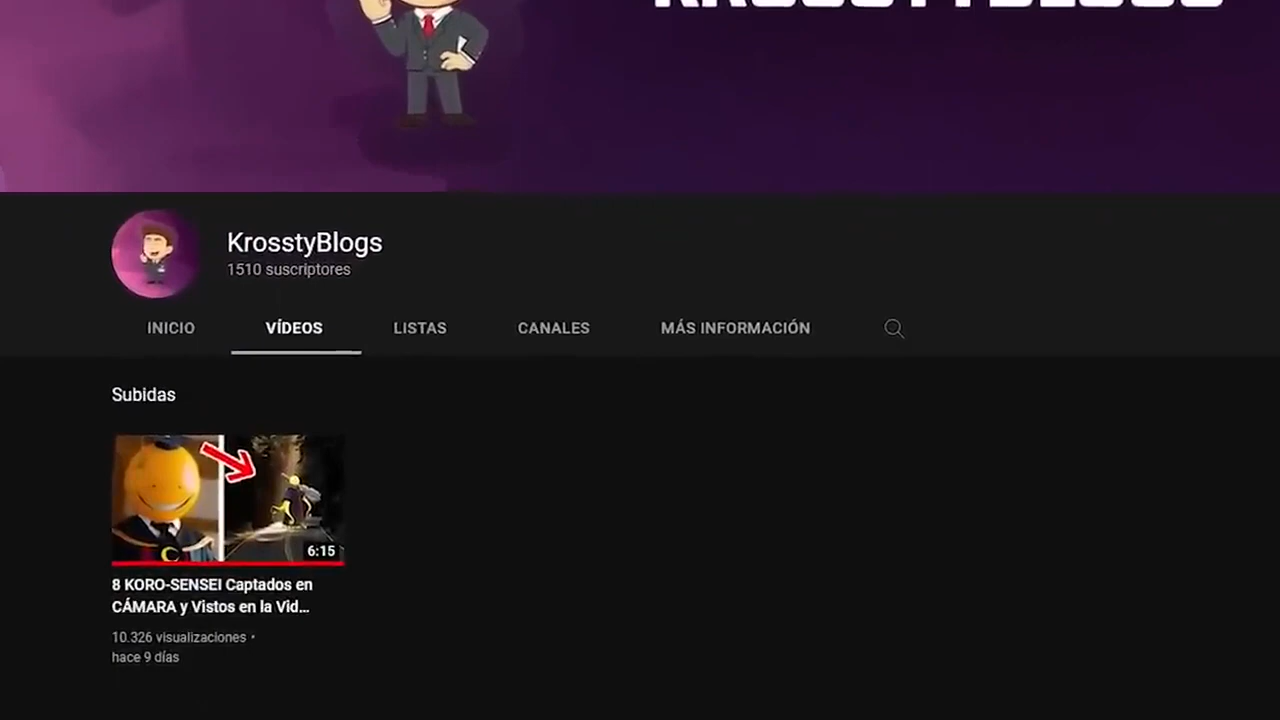 KROSSTYBLOGS
KrosstyBlogs
1510 suscriptores
INICIO
VÍDEOS
LISTAS
CANALES
MÁS INFORMACIÓN
Subidas
6:15
8 KORO-SENSEI Captados en
CÁMARA y Vistos en la Vid...
10.326 visualizaciones •
hace 9 días